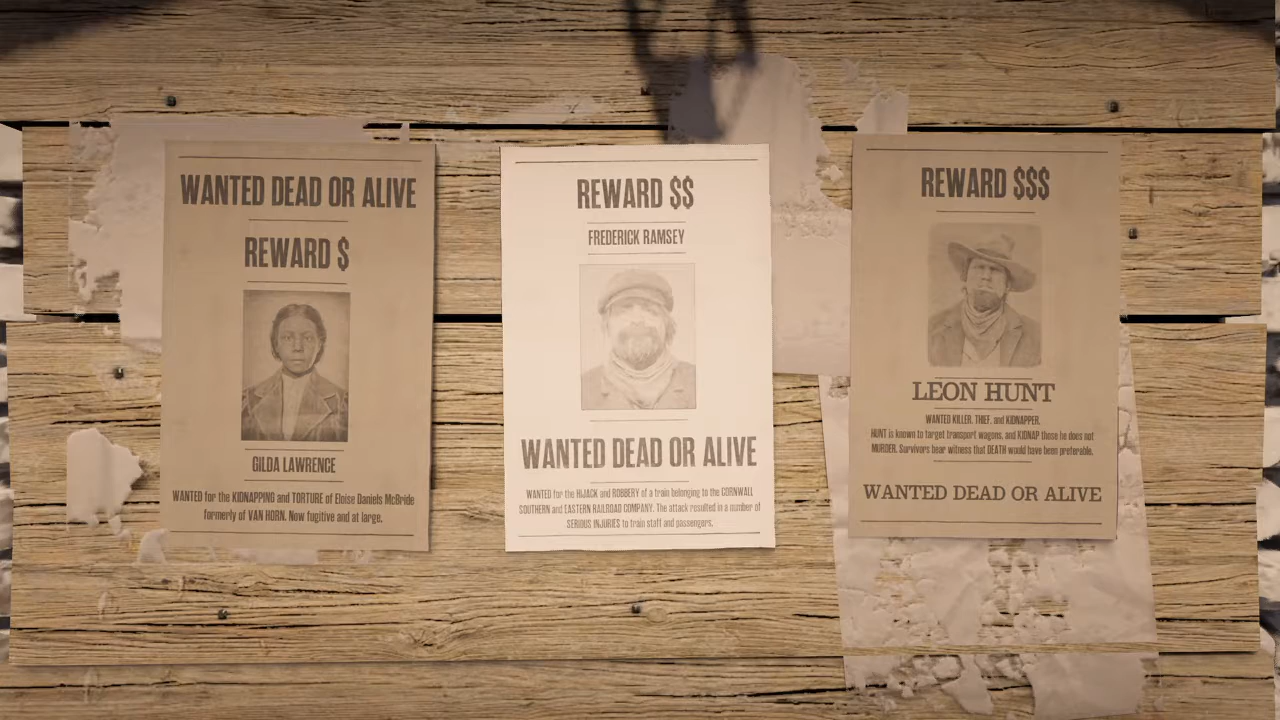 WANTED DEAD OR ALIVE
REWARD $
GILDA LAWRENCE
WANTED for the KIDNAPPING and TORTURE of Eloise Daniels McBride
formerly of VAN HORN. Now fugitive and at large.
REWARD $$
FREDERICK RAMSEY
WANTED DEAD OR ALIVE
WANTED for the HIJACK and ROBBERY of a train belonging to the CORNWALL
SOUTHERN and EASTERN RAILROAD COMPANY. The attack resulted in a number of
SERIOUS INJURIES to train staff and passengers.
REWARD $$$
LEON HUNT
WANTED KILLER, THIEF, and KIDNAPPER.
HUNT is known to target transport wagons, and KIDNAP those he does not
MURDER. Survivors bear witness that DEATH would have been preferable.
WANTED DEAD OR ALIVE